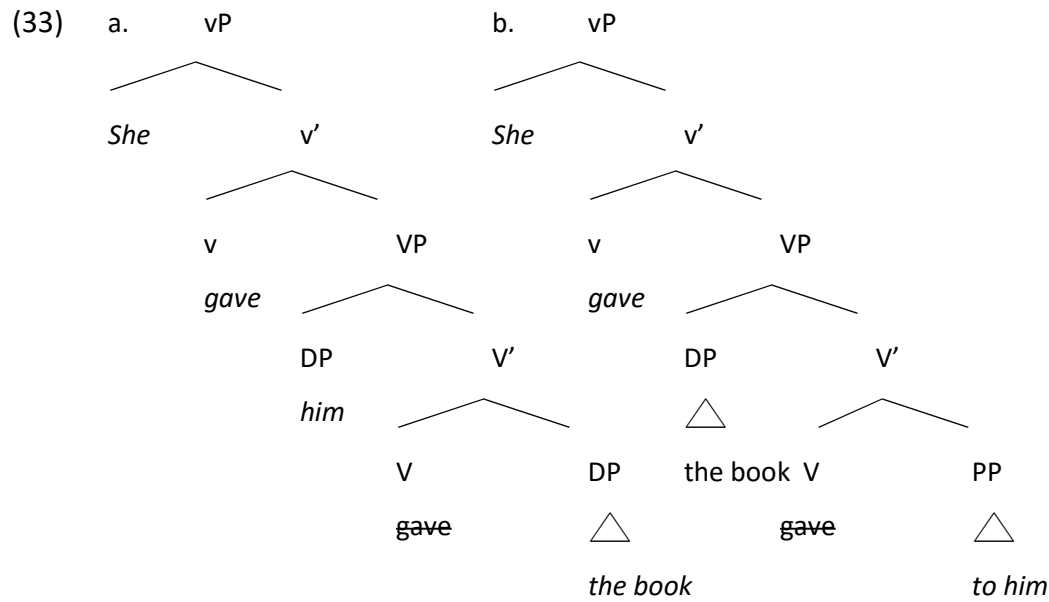 (33) a. vP b. vP
She v’ She v’
v VP v VP
gave gave
DP V’ DP V’
him
V DP the book V PP
gave gave
the book to him